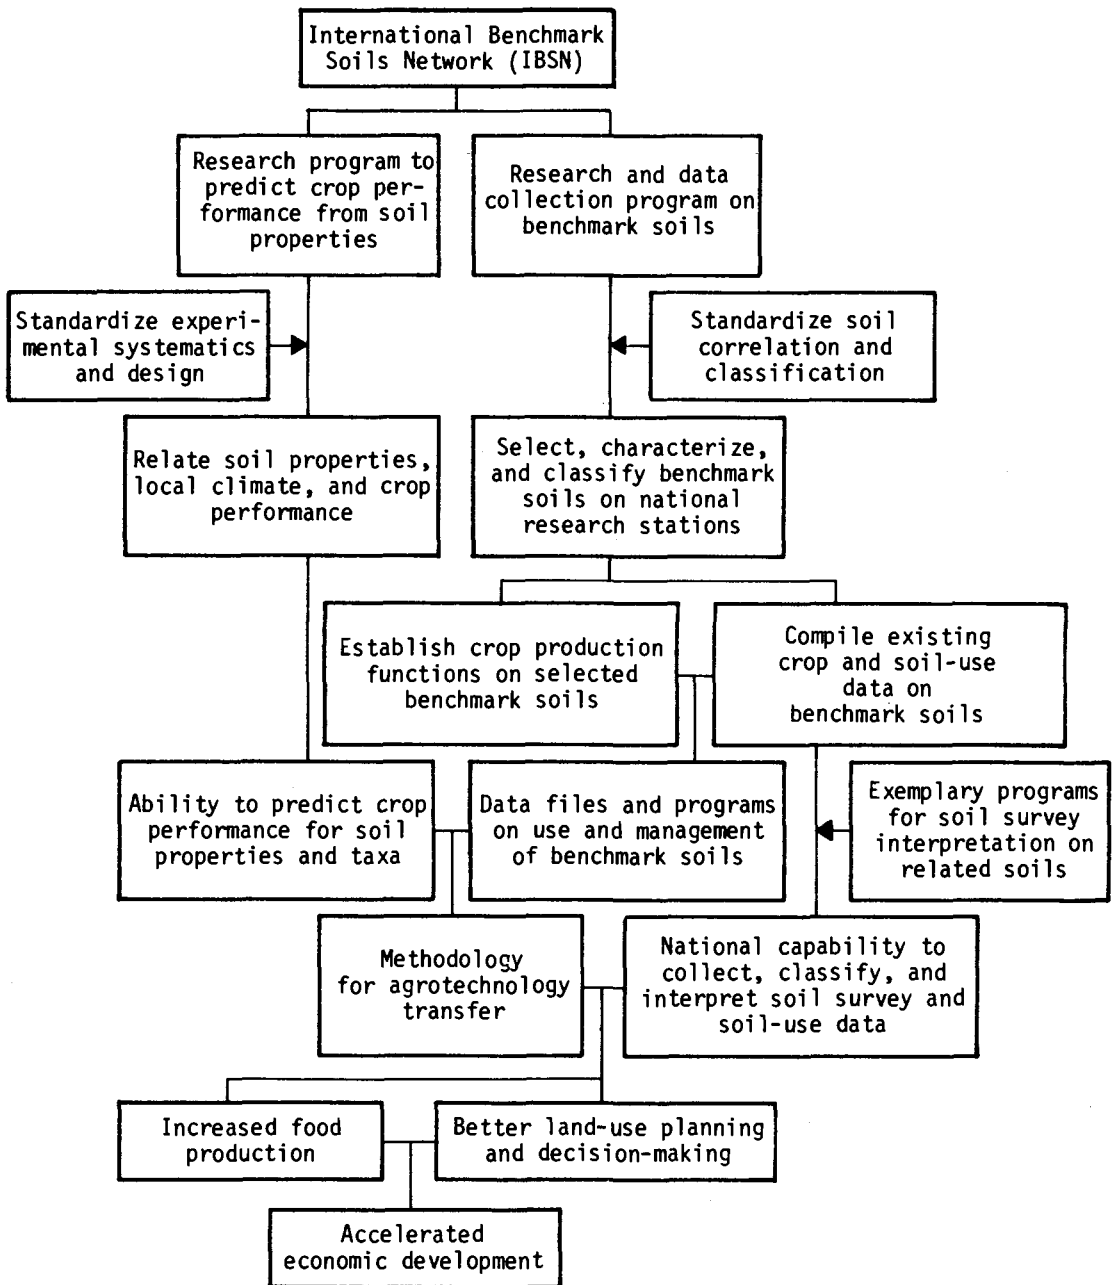 International Benchmark
Soils Network (IBSN)
Research program to
predict crop per-
formance from soil
properties
Research and data
collection program on
benchmark soils
Standardize experi-
mental systematics
and design
Standardize soil
correlation and
classification
Relate soil properties,
local climate, and crop
performance
Select, characterize,
and classify benchmark
soils on national
research stations
Establish crop production
functions on selected
benchmark soils
Compile existing
crop and soil-use
data on
benchmark soils
Ability to predict crop
performance for soil
properties and taxa
Data files and programs
on use and management
of benchmark soils
Exemplary programs
for soil survey
interpretation on
related soils
Methodology
for agrotechnology
transfer
National capability to
collect, classify, and
interpret soil survey and
soil-use data
Increased food
production
Better land-use planning
and decision-making
Accelerated
economic development